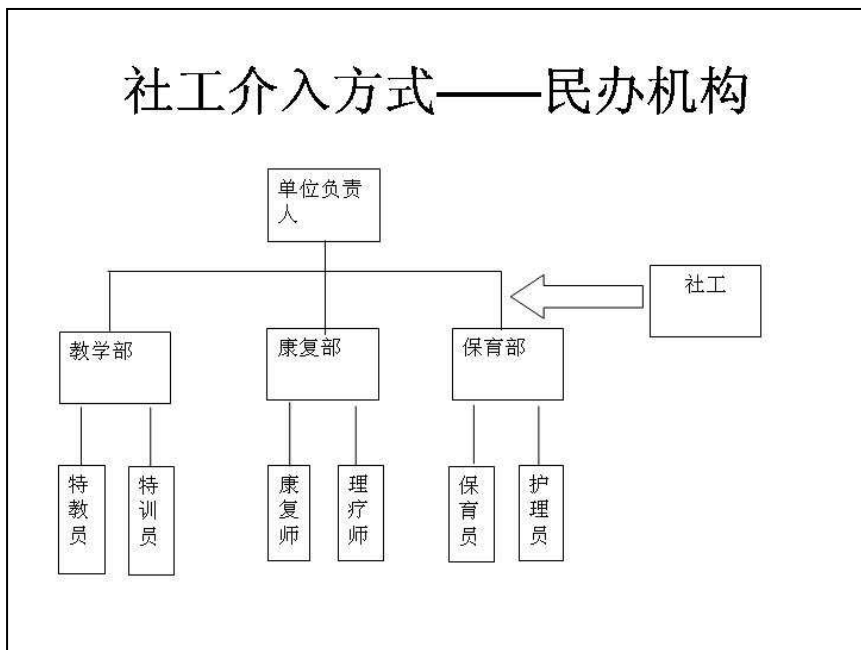 社工介入方式——民办机构
单位负责
人
社工
教学部
康复部
保育部
特教员
特训员
康复师
理疗师
保育员
护理员